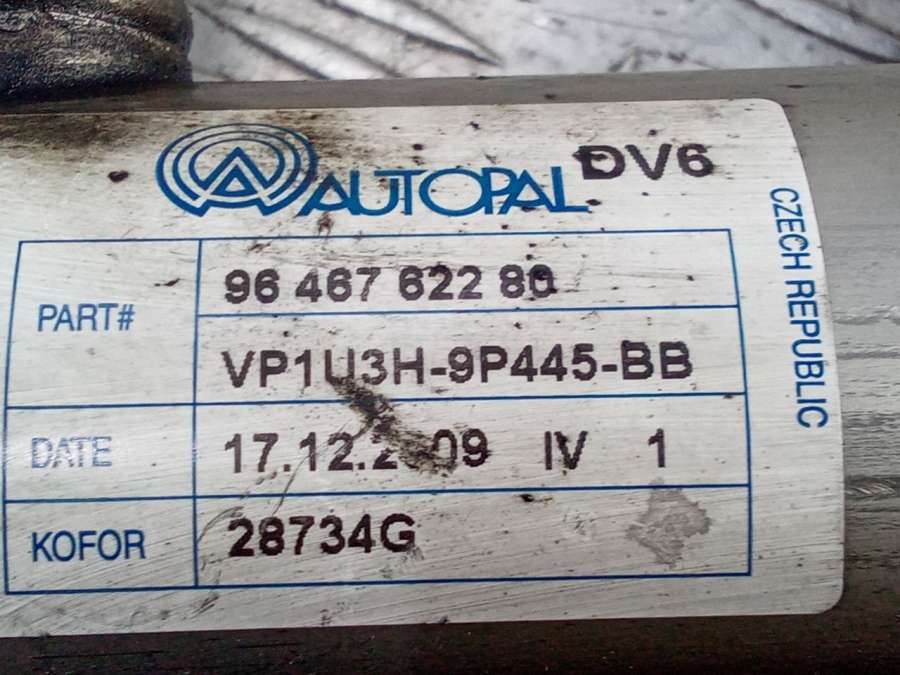 AUTOPAL DV6
PART# 96 467 622 80
VP1U3H-9P445-BB
DATE 17.12.2009 IV 1
KOFOR 28734G
CZECH REPUBLIC